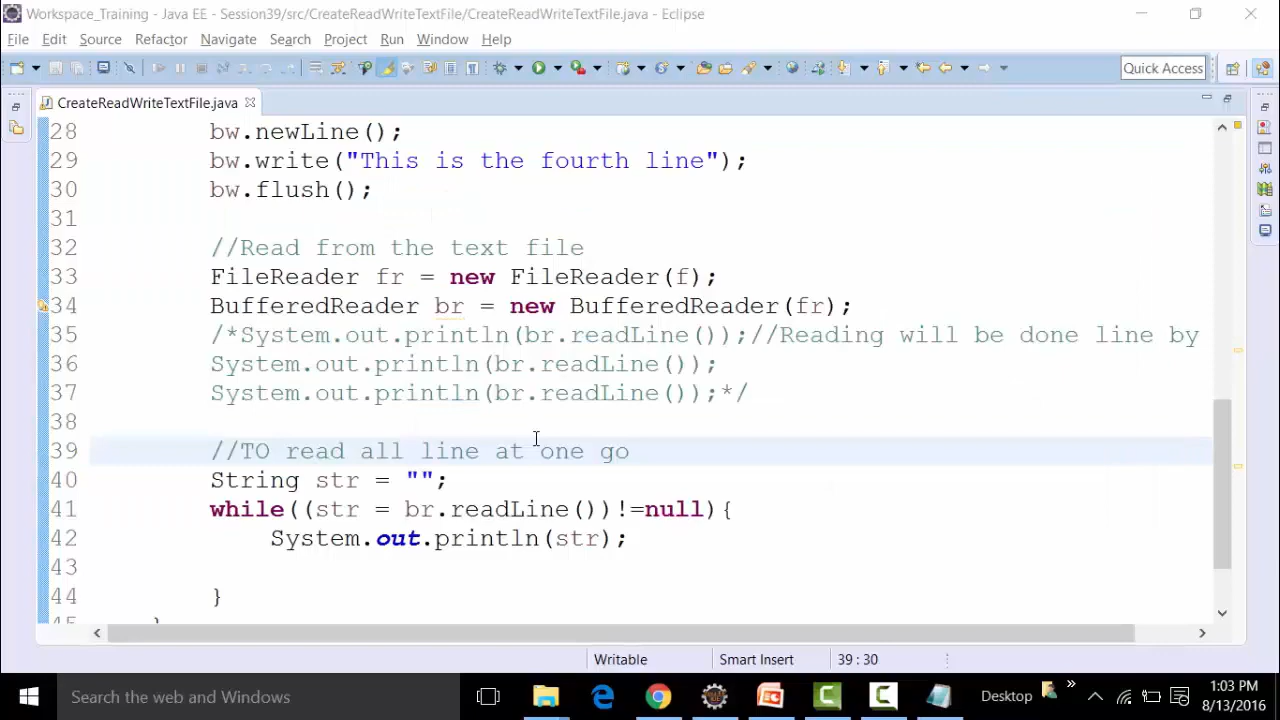 Workspace_Training - Java EE - Session39/src/CreateReadWriteTextFile/CreateReadWriteTextFile.java - Eclipse
File Edit Source Refactor Navigate Search Project Run Window Help
Quick Access
CreateReadWriteTextFile.java
28 bw.newLine();
29 bw.write("This is the fourth line");
30 bw.flush();
31
32 //Read from the text file
33 FileReader fr = new FileReader(f);
34 BufferedReader br = new BufferedReader(fr);
35 /*System.out.println(br.readLine());//Reading will be done line by
36 System.out.println(br.readLine());
37 System.out.println(br.readLine());*/
38
39 //TO read all line at one go
40 String str = "";
41 while((str = br.readLine())!=null){
42 System.out.println(str);
43
44 }
45 }
Writable Smart Insert 39 : 30
Search the web and Windows
Desktop
1:03 PM
8/13/2016